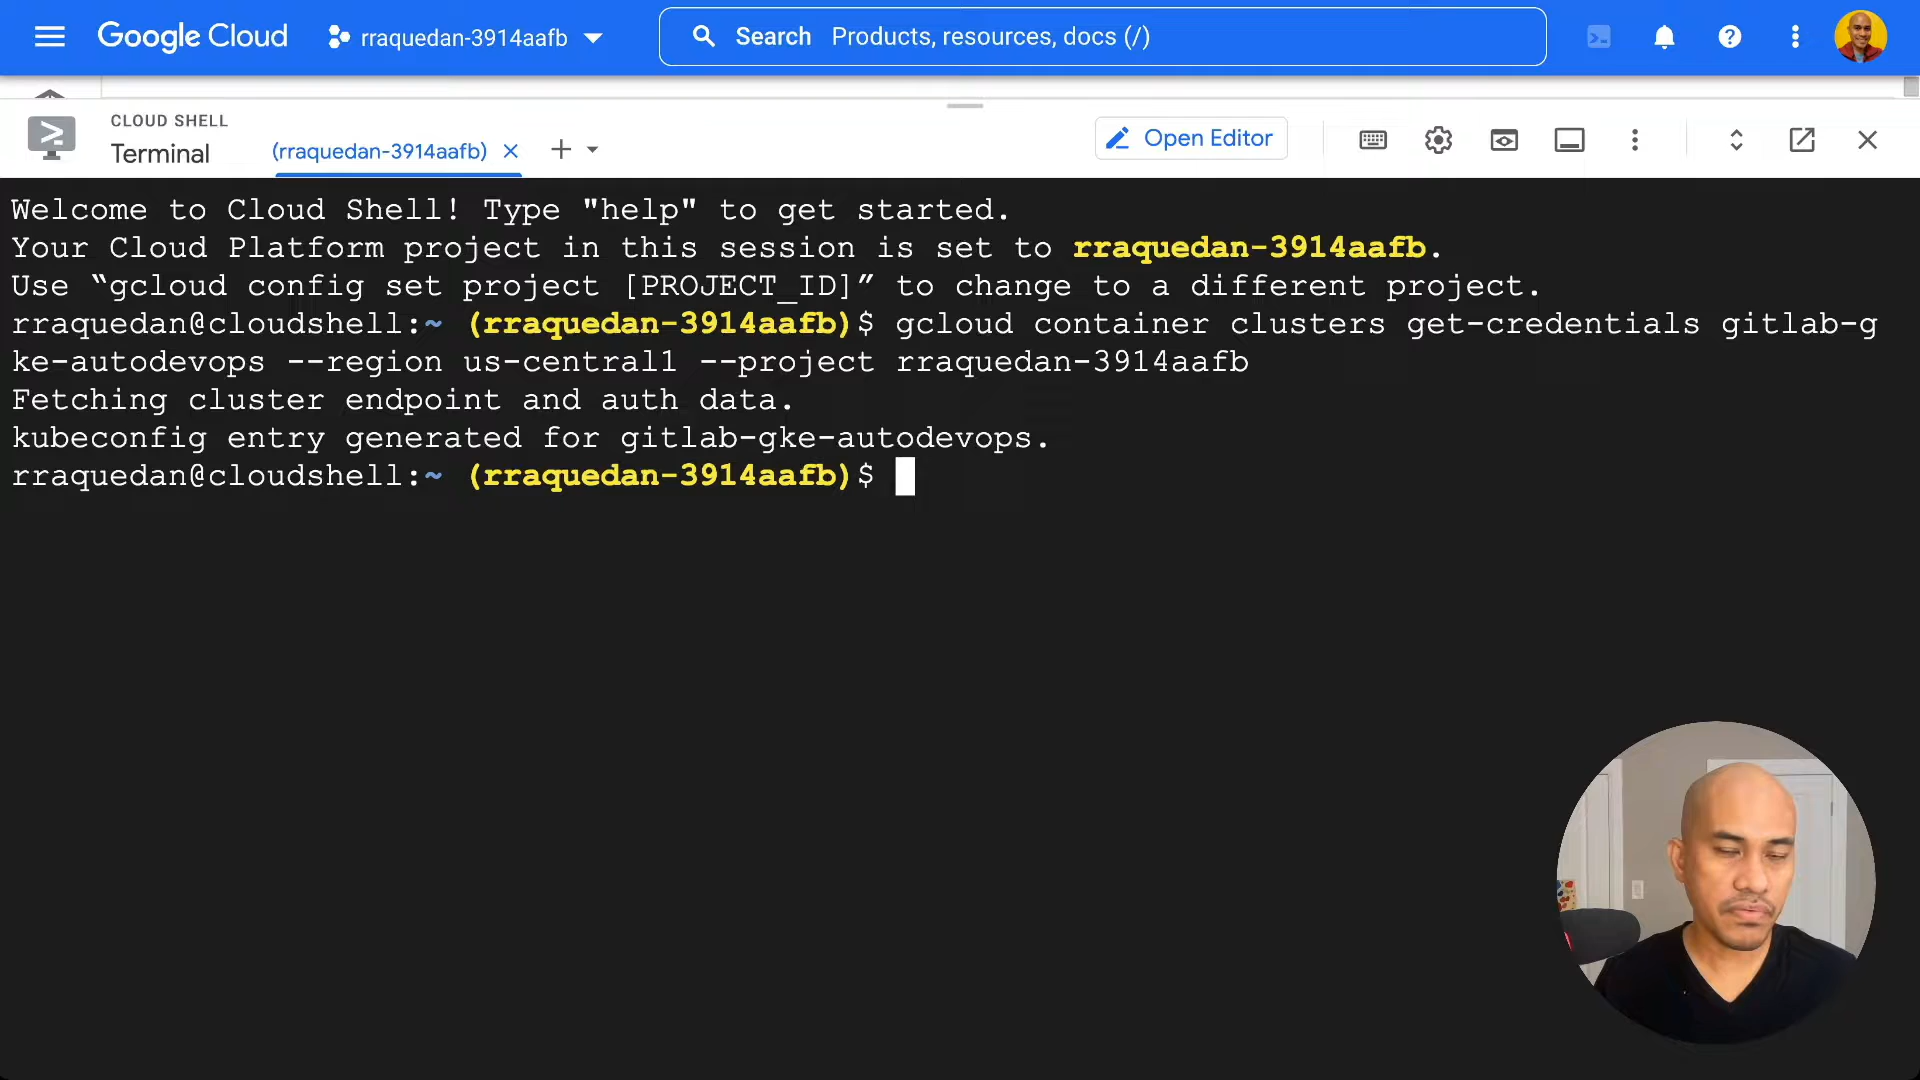 Google Cloud
rraquedan-3914aafb
Search Products, resources, docs (/)
CLOUD SHELL
Terminal
(rraquedan-3914aafb)
Open Editor
Welcome to Cloud Shell! Type "help" to get started.
Your Cloud Platform project in this session is set to rraquedan-3914aafb.
Use “gcloud config set project [PROJECT_ID]” to change to a different project.
rraquedan@cloudshell:~ (rraquedan-3914aafb)$ gcloud container clusters get-credentials gitlab-g
ke-autodevops --region us-central1 --project rraquedan-3914aafb
Fetching cluster endpoint and auth data.
kubeconfig entry generated for gitlab-gke-autodevops.
rraquedan@cloudshell:~ (rraquedan-3914aafb)$